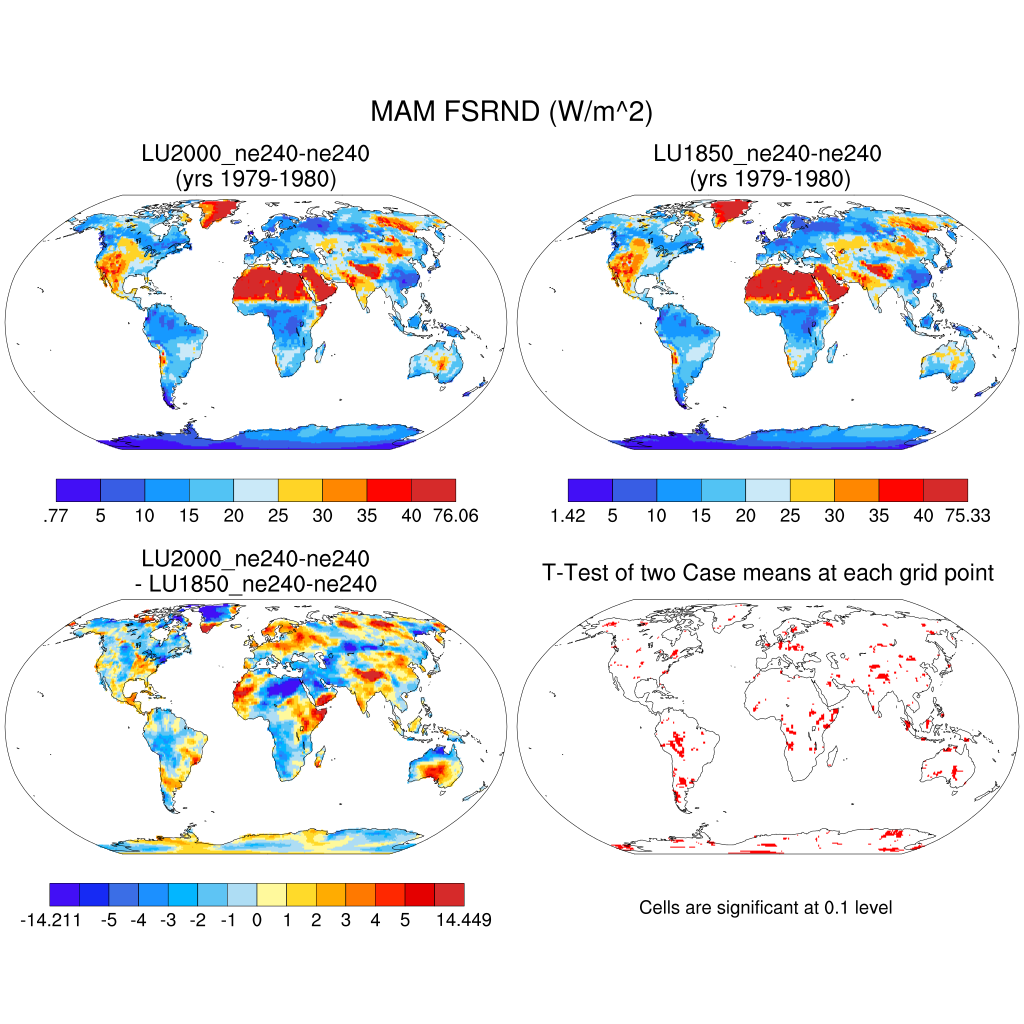 MAM FSRND (W/m^2)
LU2000_ne240-ne240
(yrs 1979-1980)
LU1850_ne240-ne240
(yrs 1979-1980)
.77 5 10 15 20 25 30 35 40 76.06
1.42 5 10 15 20 25 30 35 40 75.33
LU2000_ne240-ne240
- LU1850_ne240-ne240
T-Test of two Case means at each grid point
-14.211 -5 -4 -3 -2 -1 0 1 2 3 4 5 14.449
Cells are significant at 0.1 level